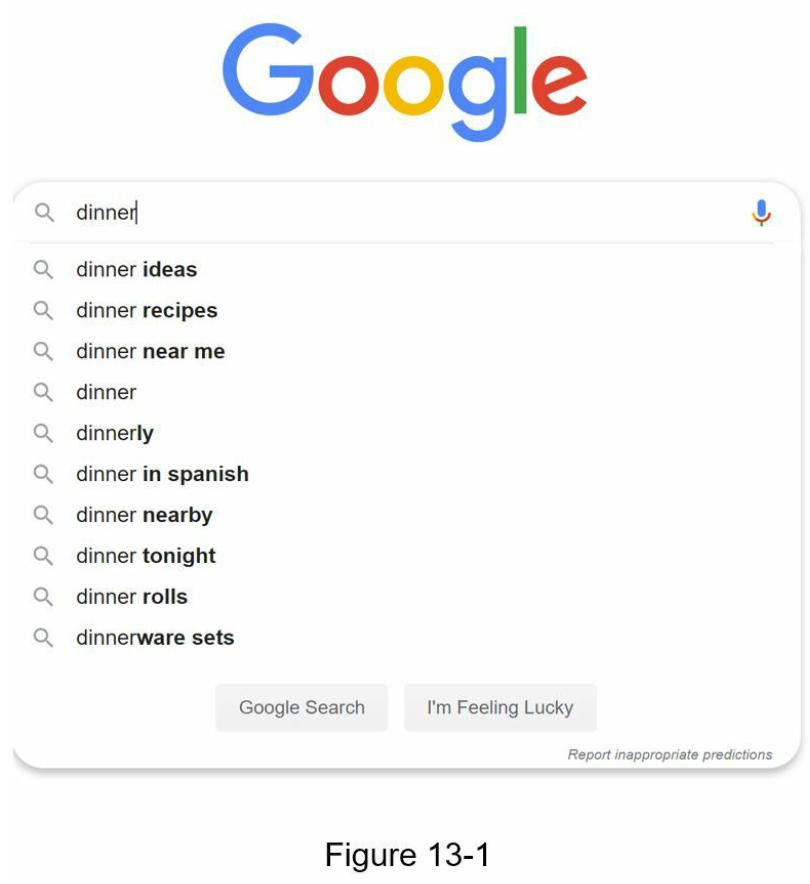 Google
dinner
dinner ideas
dinner recipes
dinner near me
dinner
dinnerly
dinner in spanish
dinner nearby
dinner tonight
dinner rolls
dinnerware sets
Google Search I'm Feeling Lucky
Report inappropriate predictions
Figure 13-1